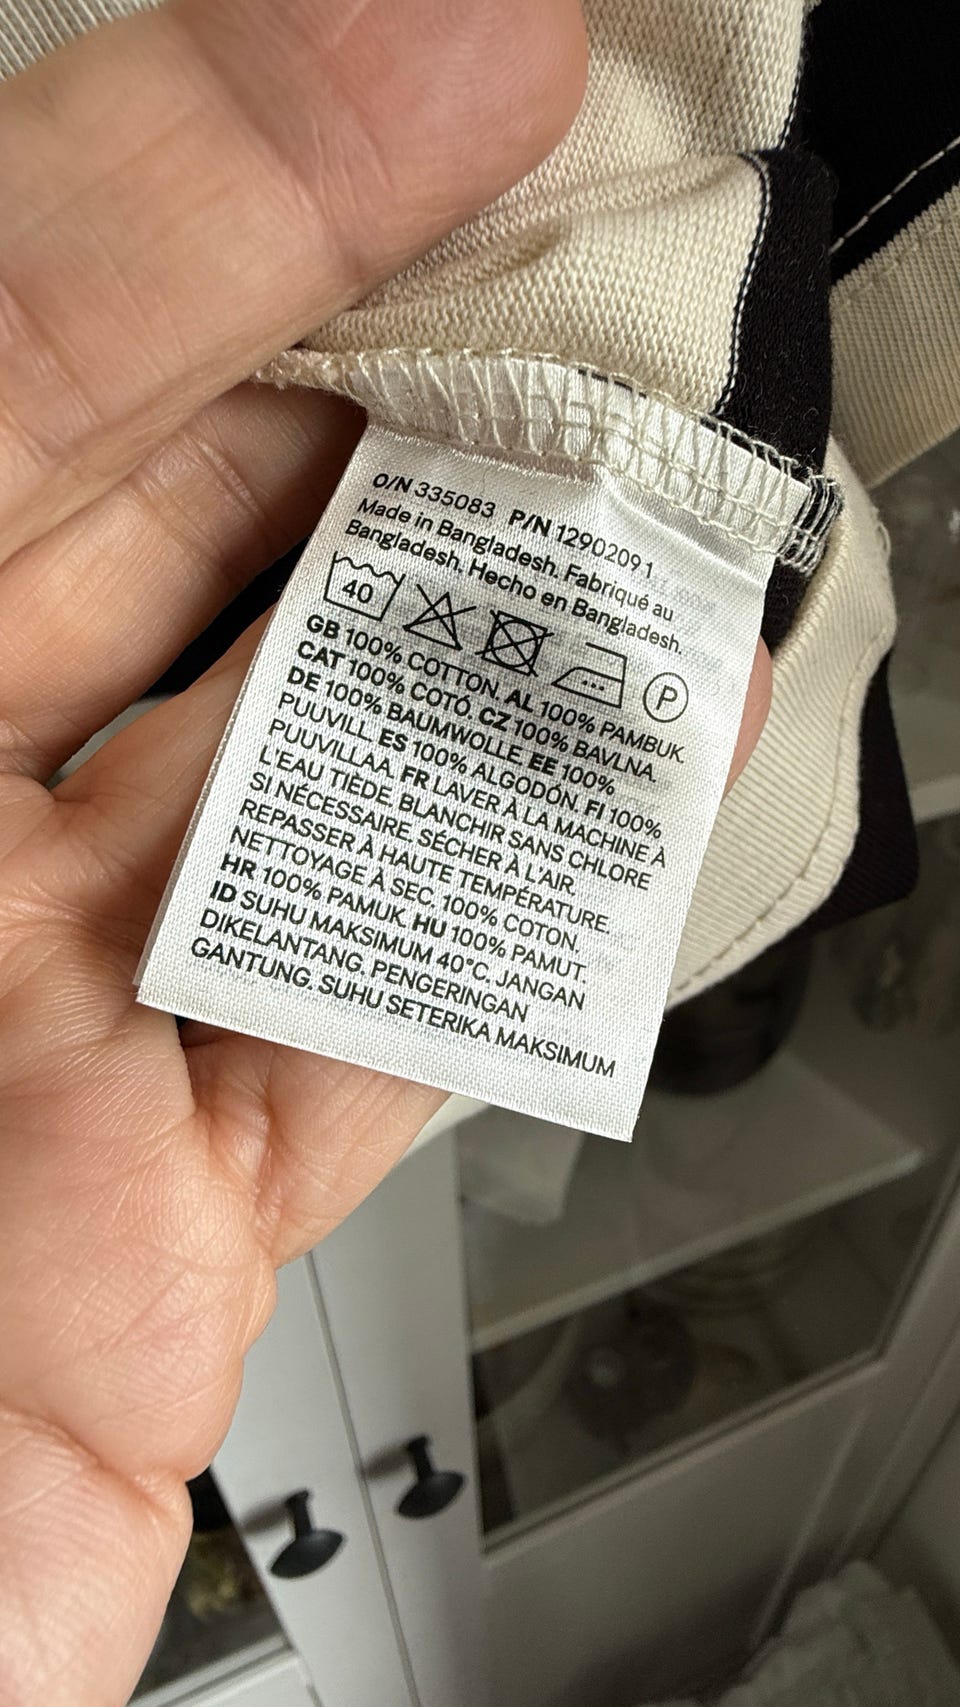 O/N 335083 P/N 12902091
Made in Bangladesh. Fabriqué au
Bangladesh. Hecho en Bangladesh.
40 P
GB 100% COTTON. AL 100% PAMBUK.
CAT 100% COTÓ. CZ 100% BAVLNA.
DE 100% BAUMWOLLE. EE 100%
PUUVILL. ES 100% ALGODÓN. FI 100%
PUUVILLAA. FR LAVER À LA MACHINE À
L'EAU TIÈDE. BLANCHIR SANS CHLORE
SI NÉCESSAIRE. SÉCHER À L'AIR.
REPASSER À HAUTE TEMPÉRATURE.
NETTOYAGE À SEC. 100% COTON.
HR 100% PAMUK. HU 100% PAMUT.
ID SUHU MAKSIMUM 40°C. JANGAN
DIKELANTANG. PENGERINGAN
GANTUNG. SUHU SETERIKA MAKSIMUM